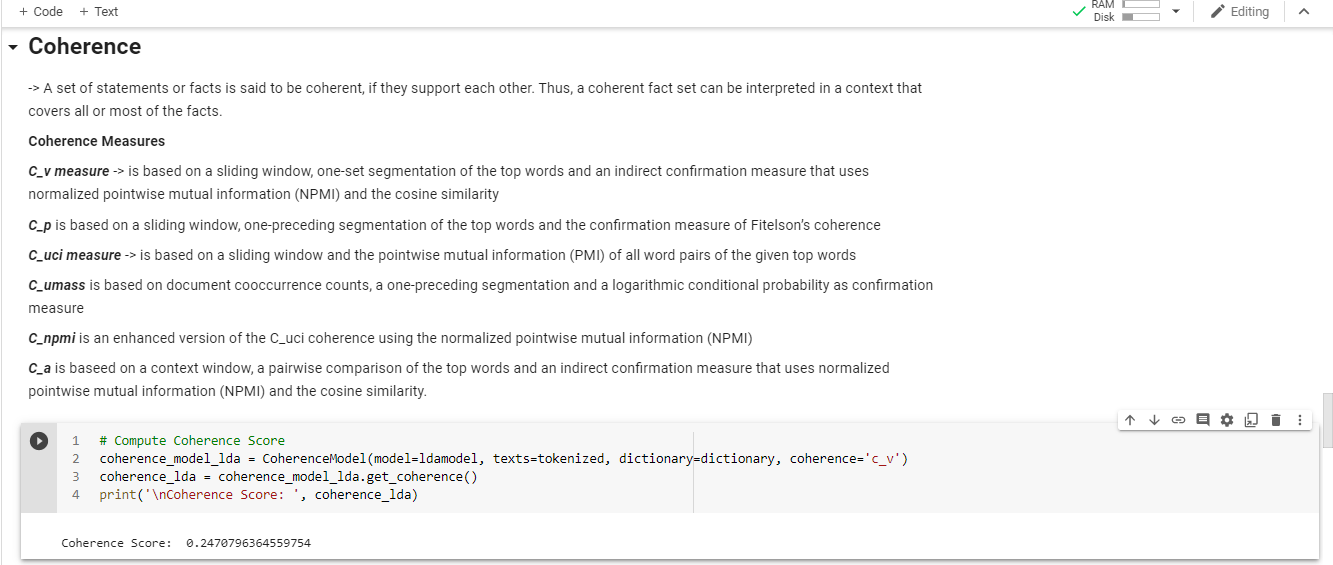 + Code + Text
RAM
Disk
Editing
Coherence
-> A set of statements or facts is said to be coherent, if they support each other. Thus, a coherent fact set can be interpreted in a context that
covers all or most of the facts.
Coherence Measures
C_v measure -> is based on a sliding window, one-set segmentation of the top words and an indirect confirmation measure that uses
normalized pointwise mutual information (NPMI) and the cosine similarity
C_p is based on a sliding window, one-preceding segmentation of the top words and the confirmation measure of Fitelson’s coherence
C_uci measure -> is based on a sliding window and the pointwise mutual information (PMI) of all word pairs of the given top words
C_umass is based on document cooccurrence counts, a one-preceding segmentation and a logarithmic conditional probability as confirmation
measure
C_npmi is an enhanced version of the C_uci coherence using the normalized pointwise mutual information (NPMI)
C_a is baseed on a context window, a pairwise comparison of the top words and an indirect confirmation measure that uses normalized
pointwise mutual information (NPMI) and the cosine similarity.
1 # Compute Coherence Score
2 coherence_model_lda = CoherenceModel(model=ldamodel, texts=tokenized, dictionary=dictionary, coherence='c_v')
3 coherence_lda = coherence_model_lda.get_coherence()
4 print('\nCoherence Score: ', coherence_lda)
Coherence Score:  0.2470796364559754